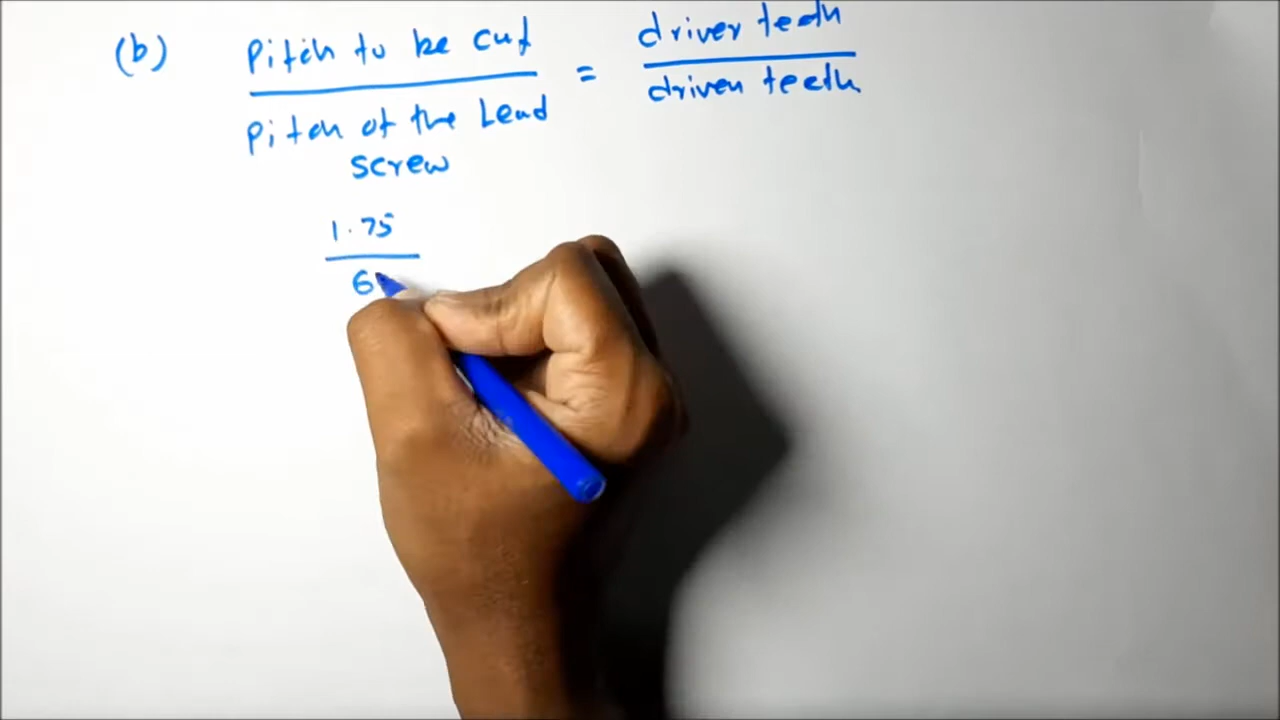 (b) Pitch to be cut = driver teeth
Pitch of the Lead driven teeth
screw
1.75
6